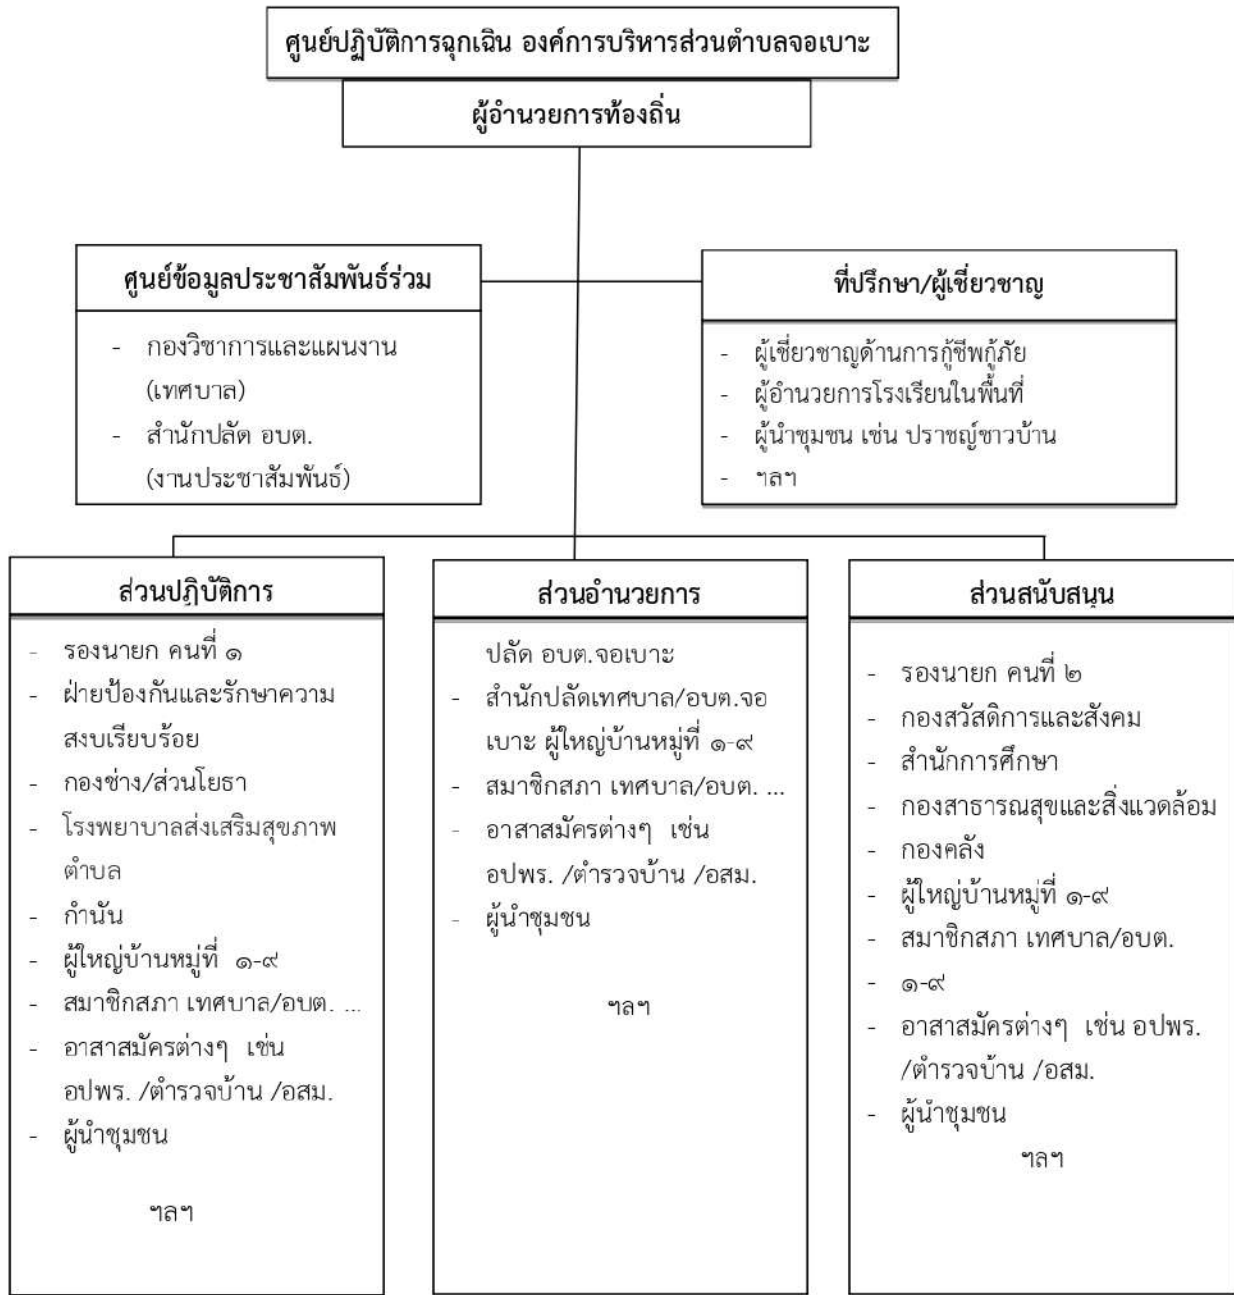 ศูนย์ปฏิบัติการฉุกเฉิน องค์การบริหารส่วนตำบลจอเบาะ
ผู้อำนวยการท้องถิ่น
ศูนย์ข้อมูลประชาสัมพันธ์ร่วม
- กองวิชาการและแผนงาน
(เทศบาล)
- สำนักปลัด อบต.
(งานประชาสัมพันธ์)
ที่ปรึกษา/ผู้เชี่ยวชาญ
- ผู้เชี่ยวชาญด้านการกู้ชีพกู้ภัย
- ผู้อำนวยการโรงเรียนในพื้นที่
- ผู้นำชุมชน เช่น ปราชญ์ชาวบ้าน
- ฯลฯ
ส่วนปฏิบัติการ
- รองนายก คนที่ ๑
- ฝ่ายป้องกันและรักษาความ
สงบเรียบร้อย
- กองช่าง/ส่วนโยธา
- โรงพยาบาลส่งเสริมสุขภาพ
ตำบล
- กำนัน
- ผู้ใหญ่บ้านหมู่ที่ ๑-๙
- สมาชิกสภา เทศบาล/อบต. ...
- อาสาสมัครต่างๆ เช่น
อปพร. /ตำรวจบ้าน /อสม.
- ผู้นำชุมชน
ฯลฯ
ส่วนอำนวยการ
ปลัด อบต.จอเบาะ
- สำนักปลัดเทศบาล/อบต.จอ
เบาะ ผู้ใหญ่บ้านหมู่ที่ ๑-๙
- สมาชิกสภา เทศบาล/อบต. ...
- อาสาสมัครต่างๆ เช่น
อปพร. /ตำรวจบ้าน /อสม.
- ผู้นำชุมชน
ฯลฯ
ส่วนสนับสนุน
- รองนายก คนที่ ๒
- กองสวัสดิการและสังคม
- สำนักการศึกษา
- กองสาธารณสุขและสิ่งแวดล้อม
- กองคลัง
- ผู้ใหญ่บ้านหมู่ที่ ๑-๙
- สมาชิกสภา เทศบาล/อบต.
- ๑-๙
- อาสาสมัครต่างๆ เช่น อปพร.
/ตำรวจบ้าน /อสม.
- ผู้นำชุมชน
ฯลฯ